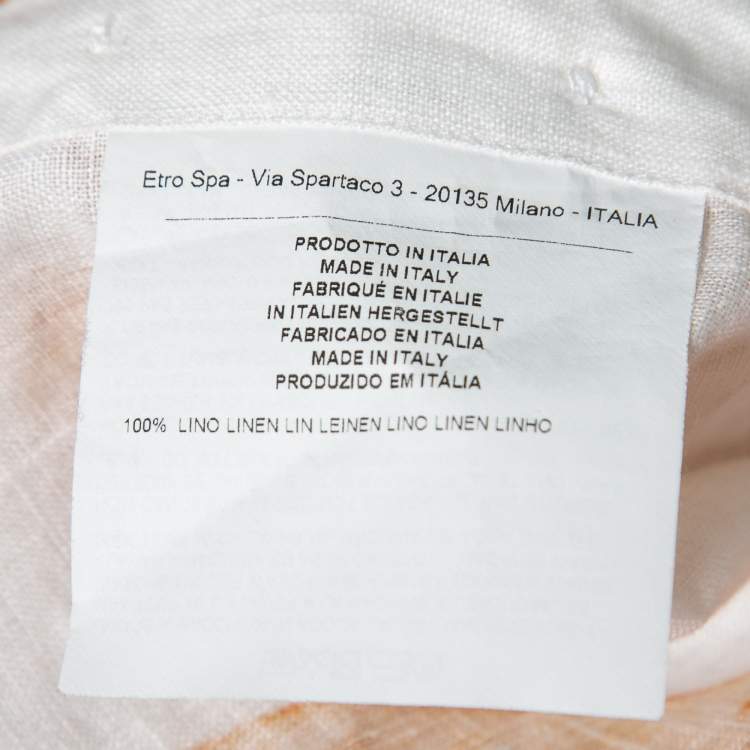 Etro Spa - Via Spartaco 3 - 20135 Milano - ITALIA
PRODOTTO IN ITALIA
MADE IN ITALY
FABRIQUÉ EN ITALIE
IN ITALIEN HERGESTELLT
FABRICADO EN ITALIA
MADE IN ITALY
PRODUZIDO EM ITÁLIA
100% LINO LINEN LIN LEINEN LINO LINEN LINHO